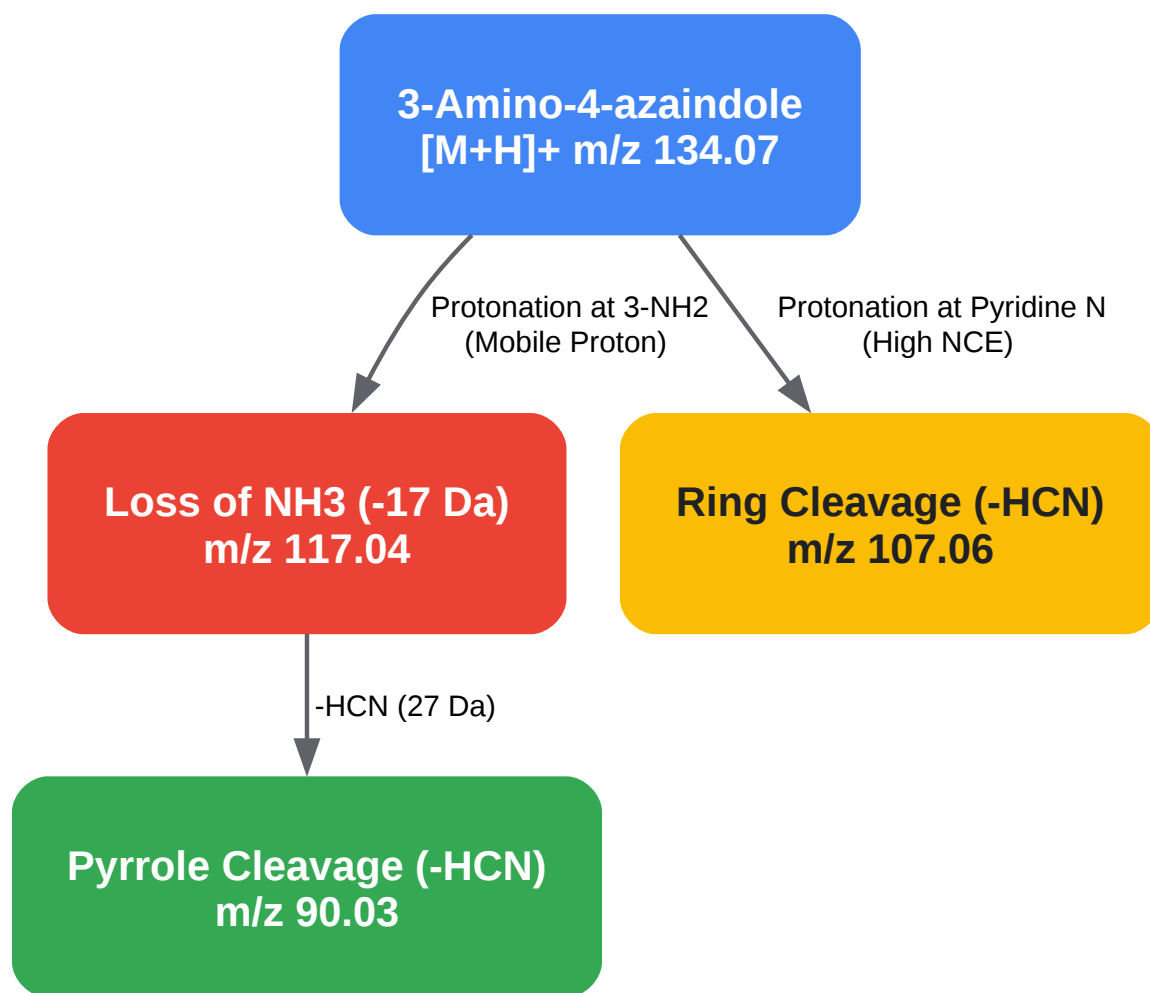 3-Amino-4-azaindole
[M+H]+ m/z 134.07
Protonation at 3-NH2
(Mobile Proton)
Protonation at Pyridine N
(High NCE)
Loss of NH3 (-17 Da)
m/z 117.04
Ring Cleavage (-HCN)
m/z 107.06
-HCN (27 Da)
Pyrrole Cleavage (-HCN)
m/z 90.03